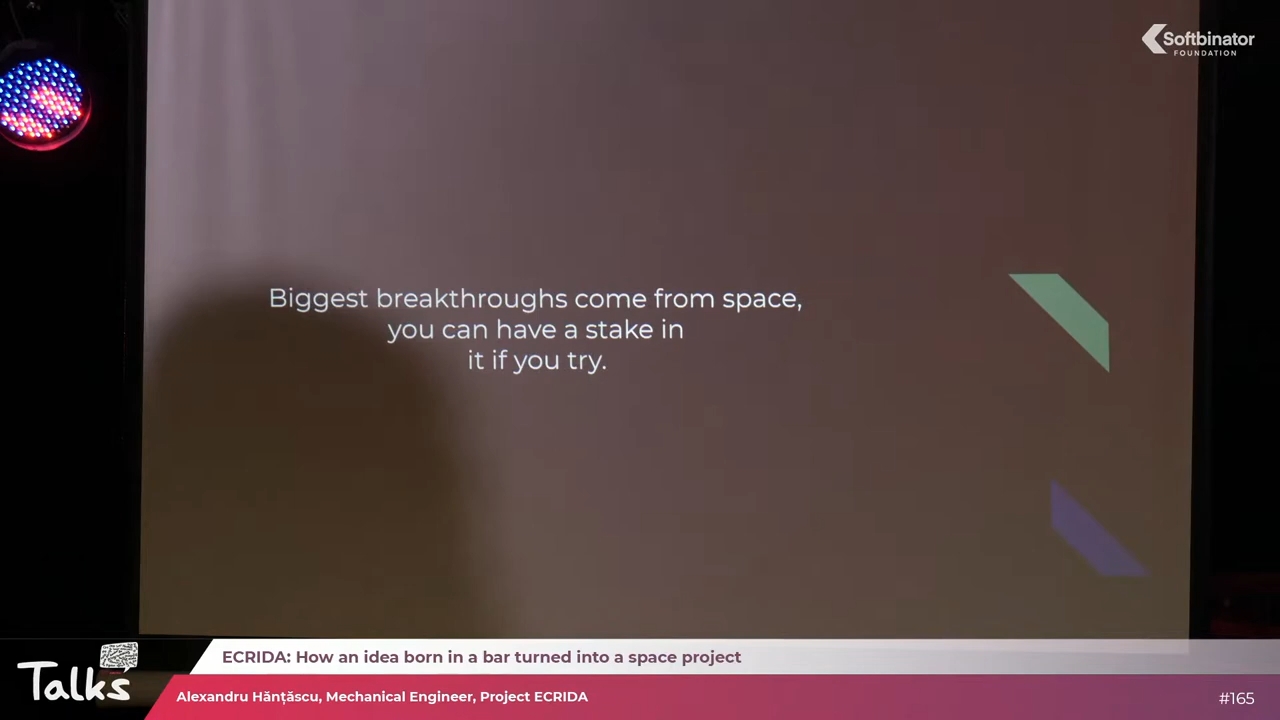 Softbinator
FOUNDATION
Biggest breakthroughs come from space,
you can have a stake in
it if you try.
Talks
ECRIDA: How an idea born in a bar turned into a space project
Alexandru Hănțăscu, Mechanical Engineer, Project ECRIDA
#165